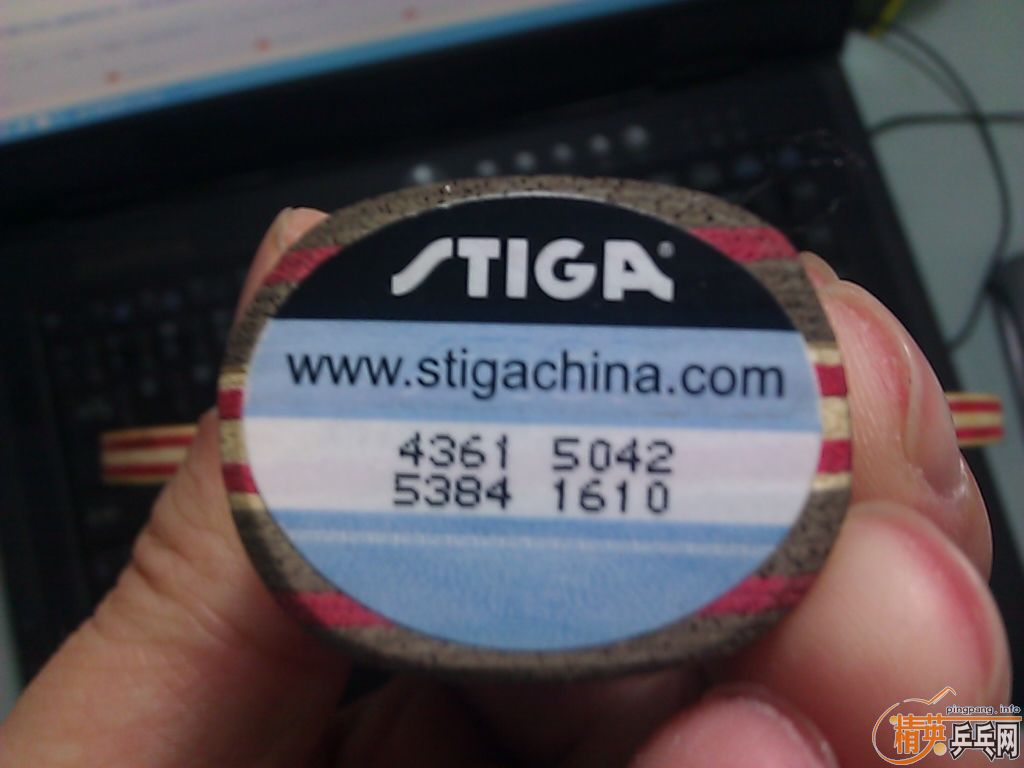 STIGA®
www.stigachina.com
4361 5042
5384 1610
pingpang.info
精英乒乓网